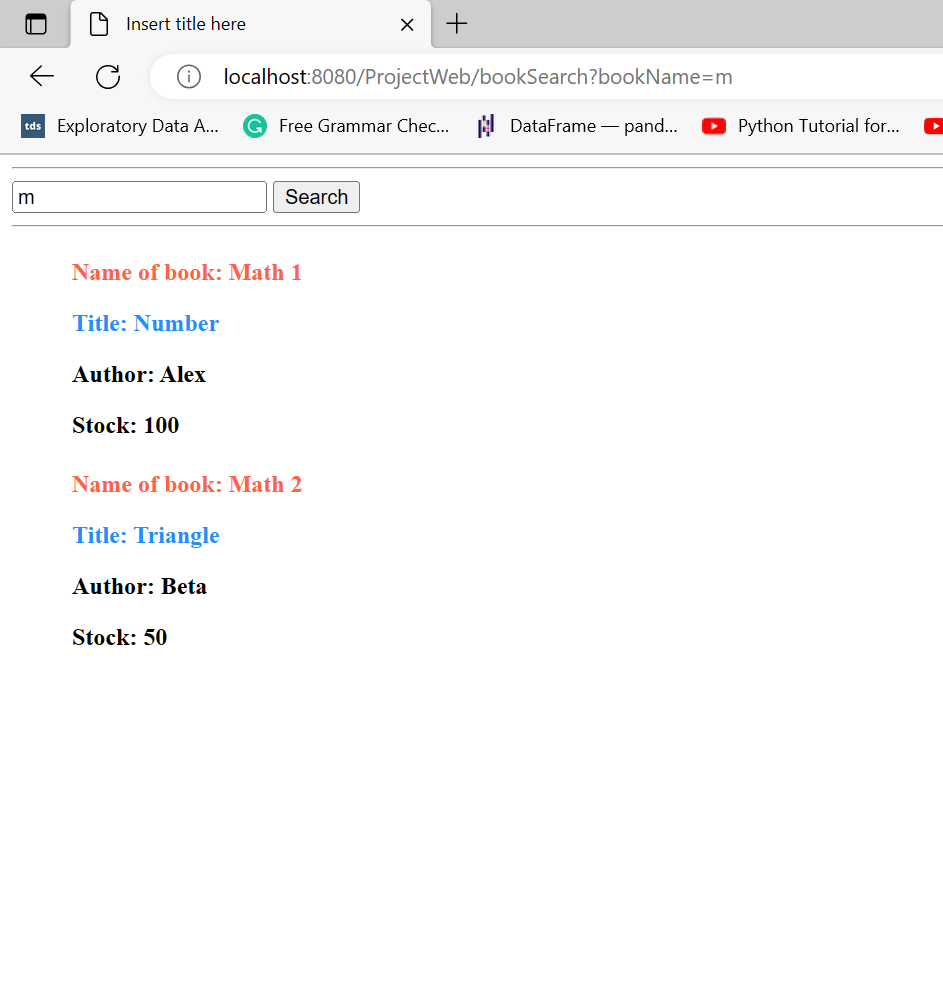 Insert title here
localhost:8080/ProjectWeb/bookSearch?bookName=m
tds Exploratory Data A... G Free Grammar Chec... DataFrame — pand... Python Tutorial for...
m Search
Name of book: Math 1
Title: Number
Author: Alex
Stock: 100
Name of book: Math 2
Title: Triangle
Author: Beta
Stock: 50